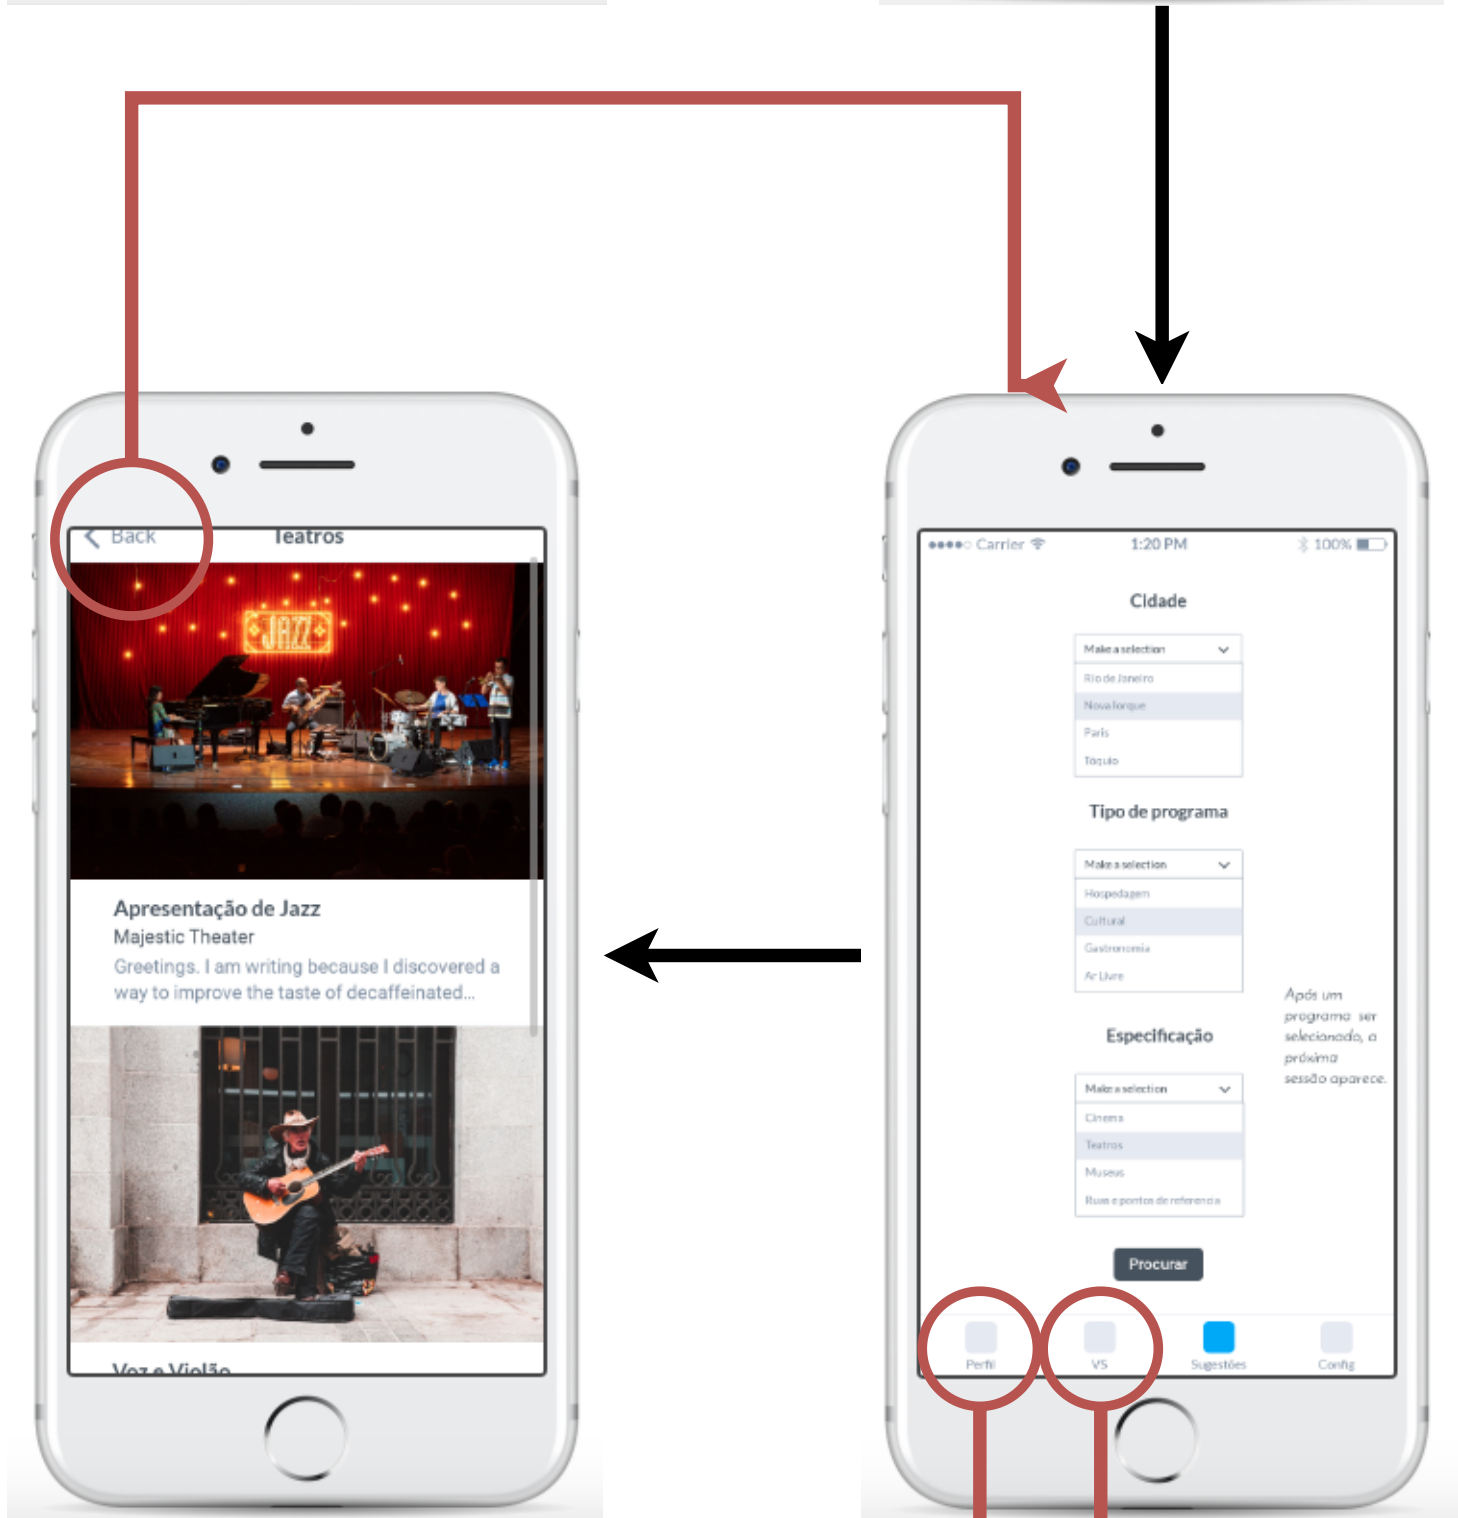 Back
Teatros
Apresentação de Jazz
Majestic Theater
Greetings. I am writing because I discovered a
way to improve the taste of decaffeinated...
Voz e Violão
Carrier
1:20 PM
100%
Cidade
Make a selection
Rio de Janeiro
Nova Iorque
Paris
Tóquio
Tipo de programa
Make a selection
Hospedagem
Cultural
Gastronomia
Ar Livre
Após um
programa ser
selecionado, a
próxima
sessão aparece.
Especificação
Make a selection
Cinema
Teatros
Museus
Ruas e pontos de referencia
Procurar
Perfil
VS
Sugestões
Config
JAZZ